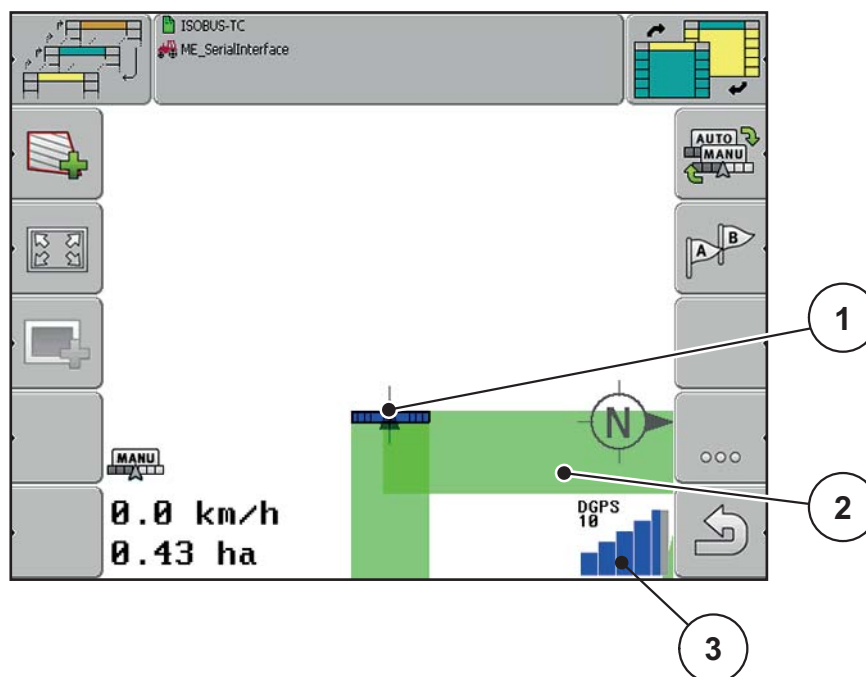 ISOBUS-TC
ME_SerialInterface
AUTO
MANU
A B
1
N
MANU
2
0.0 km/h
DGPS
10
0.43 ha
3